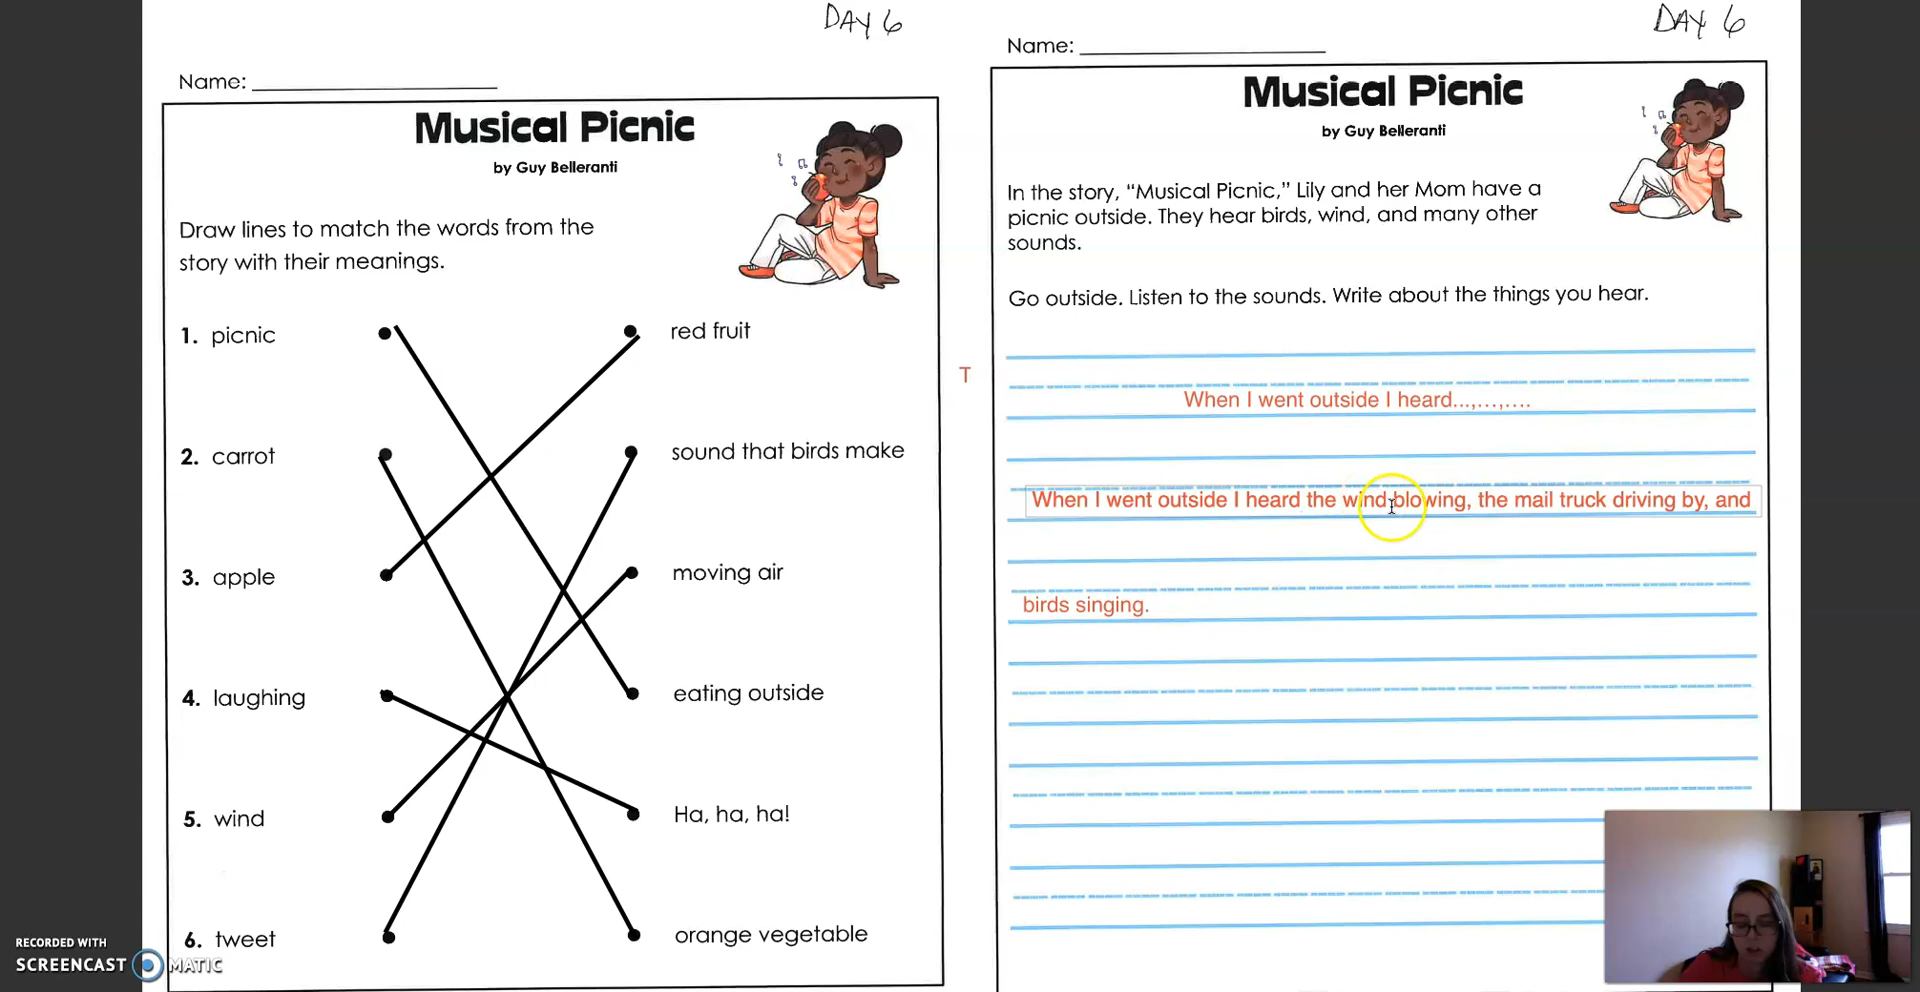 DAY 6
Name:
Musical Picnic
by Guy Belleranti
Draw lines to match the words from the
story with their meanings.
1. picnic
red fruit
2. carrot
sound that birds make
3. apple
moving air
4. laughing
eating outside
5. wind
Ha, ha, ha!
6. tweet
orange vegetable
RECORDED WITH
SCREENCAST MATIC
T
DAY 6
Name:
Musical Picnic
by Guy Belleranti
In the story, “Musical Picnic,” Lily and her Mom have a
picnic outside. They hear birds, wind, and many other
sounds.
Go outside. Listen to the sounds. Write about the things you hear.
When I went outside I heard...,...,....
When I went outside I heard the wind blowing, the mail truck driving by, and
birds singing.